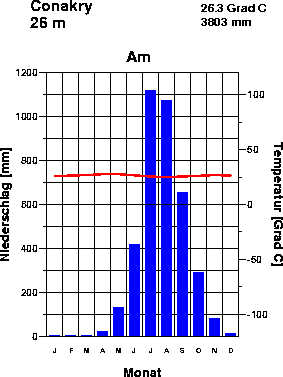 Conakry
26 m
26.3 Grad C
3803 mm
Am
1200
1000
800
600
400
200
0
100
50
0
-50
-100
Niederschlag [mm]
Temperatur [Grad C]
J F M A M J J A S O N D
Monat